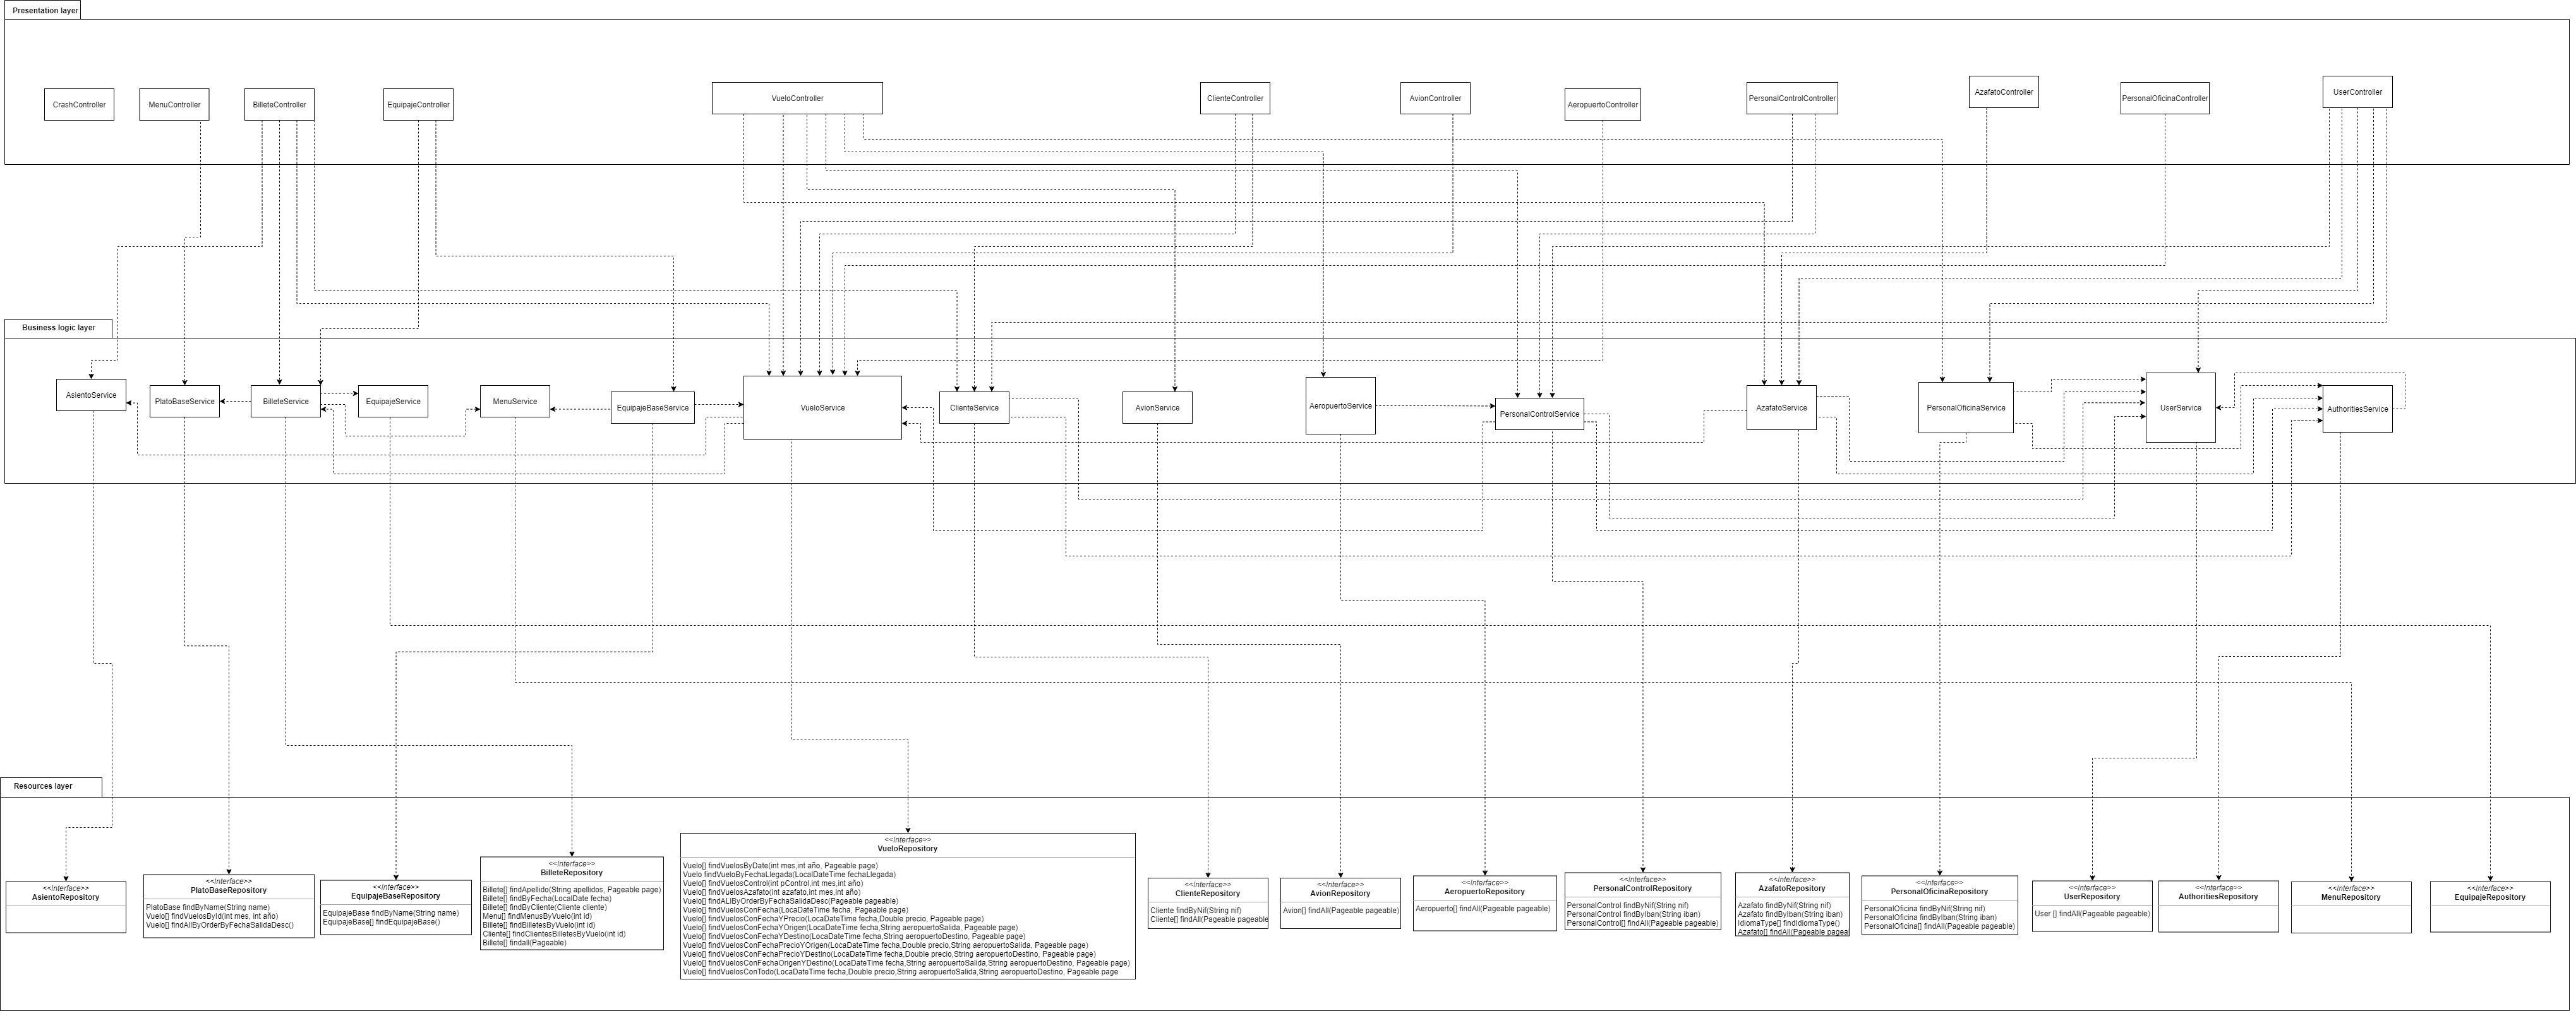 Presentation layer
CrashController
MenuController
BilleteController
EquipajeController
VueloController
ClienteController
AvionController
AeropuertoController
PersonalControlController
AzafatoController
PersonalOficinaController
UserController
Business logic layer
AsientoService
PlatoBaseService
BilleteService
EquipajeService
MenuService
EquipajeBaseService
VueloService
ClienteService
AvionService
AeropuertoService
PersonalControlService
AzafatoService
PersonalOficinaService
UserService
AuthoritiesService
Resources layer
<<interface>>
AsientoRepository
<<interface>>
PlatoBaseRepository
PlatoBase findByName(String name)
Vuelo[] findVuelosById(int mes, int año)
Vuelo[] findAllByOrderByFechaSalidaDesc()
<<interface>>
EquipajeBaseRepository
EquipajeBase findByName(String name)
EquipajeBase[] findEquipajeBase()
<<interface>>
BilleteRepository
Billete[] findApellido(String apellidos, Pageable page)
Billete[] findByFecha(LocalDate fecha)
Billete[] findByCliente(Cliente cliente)
Menu[] findMenusByVuelo(int id)
Billete[] findBilletesByVuelo(int id)
Cliente[] findClientesBilletesByVuelo(int id)
Billete[] findall(Pageable)
<<interface>>
VueloRepository
Vuelo[] findVuelosByDate(int mes,int año, Pageable page)
Vuelo findVueloByFechaLlegada(LocalDateTime fechaLlegada)
Vuelo[] findVuelosControl(int pControl,int mes,int año)
Vuelo[] findVuelosAzafato(int azafato,int mes,int año)
Vuelo[] findALlByOrderByFechaSalidaDesc(Pageable pageable)
Vuelo[] findVuelosConFecha(LocaDateTime fecha, Pageable page)
Vuelo[] findVuelosConFechaYPrecio(LocaDateTime fecha,Double precio, Pageable page)
Vuelo[] findVuelosConFechaYOrigen(LocaDateTime fecha,String aeropuertoSalida, Pageable page)
Vuelo[] findVuelosConFechaYDestino(LocaDateTime fecha,String aeropuertoDestino, Pageable page)
Vuelo[] findVuelosConFechaPrecioYOrigen(LocaDateTime fecha,Double precio,String aeropuertoSalida, Pageable page)
Vuelo[] findVuelosConFechaPrecioYDestino(LocaDateTime fecha,Double precio,String aeropuertoDestino, Pageable page)
Vuelo[] findVuelosConFechaOrigenYDestino(LocaDateTime fecha,String aeropuertoSalida,String aeropuertoDestino, Pageable page)
Vuelo[] findVuelosConTodo(LocaDateTime fecha,Double precio,String aeropuertoSalida,String aeropuertoDestino, Pageable page
<<interface>>
ClienteRepository
Cliente findByNif(String nif)
Cliente[] findAll(Pageable pageable
<<interface>>
AvionRepository
Avion[] findAll(Pageable pageable)
<<interface>>
AeropuertoRepository
Aeropuerto[] findAll(Pageable pageable)
<<interface>>
PersonalControlRepository
PersonalControl findByNif(String nif)
PersonalControl findByIban(String iban)
PersonalControl[] findAll(Pageable pageable)
<<interface>>
AzafatoRepository
Azafato findByNif(String nif)
Azafato findByIban(String iban)
IdiomaType[] findIdiomaType()
Azafato[] findAll(Pageable pageal
<<interface>>
PersonalOficinaRepository
PersonalOficina findByNif(String nif)
PersonalOficina findByIban(String iban)
PersonalOficina[] findAll(Pageable pageable)
<<interface>>
UserRepository
User [] findAll(Pageable pageable)
<<interface>>
AuthoritiesRepository
<<interface>>
MenuRepository
<<interface>>
EquipajeRepository